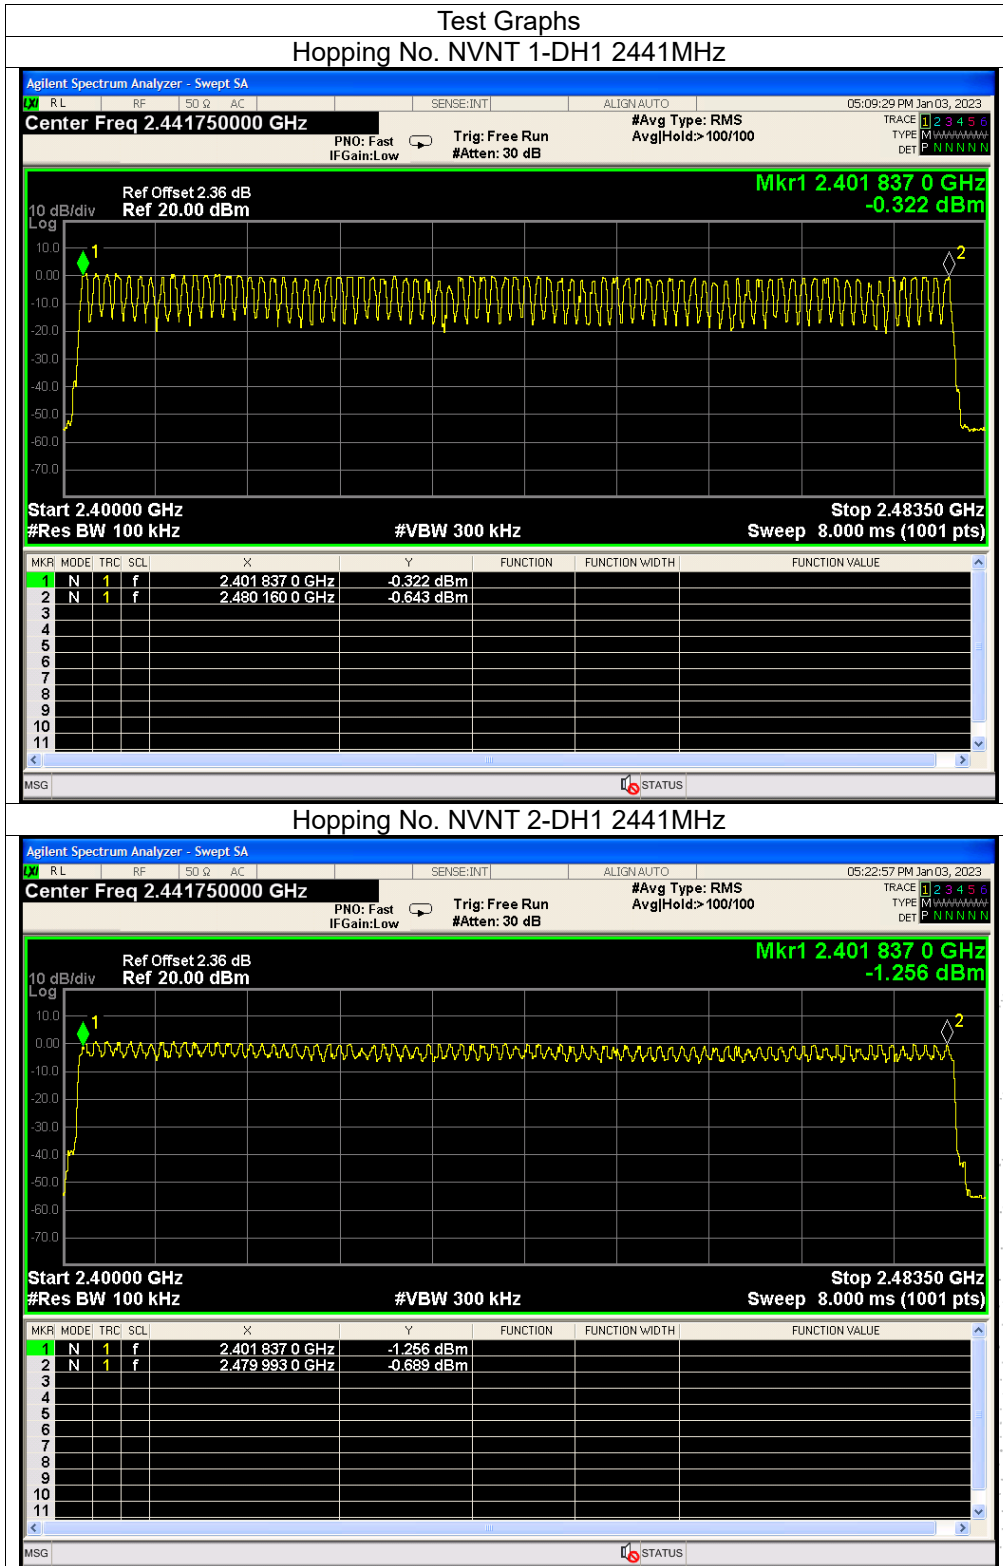 Test Graphs
Hopping No. NVNT 1-DH1 2441MHz
Agilent Spectrum Analyzer - Swept SA
LXI RL RF 50 Ω AC SENSE:INT ALIGN AUTO 05:09:29 PM Jan 03, 2023
Center Freq 2.441750000 GHz #Avg Type: RMS TRACE 1 2 3 4 5 6
PNO: Fast Trig: Free Run Avg|Hold:>100/100 TYPE M
IFGain:Low #Atten: 30 dB DET P N N N N N
Mkr1 2.401 837 0 GHz
Ref Offset 2.36 dB
10 dB/div Ref 20.00 dBm -0.322 dBm
Log
10.0
1 2
0.00
-10.0
-20.0
-30.0
-40.0
-50.0
-60.0
-70.0
Start 2.40000 GHz Stop 2.48350 GHz
#Res BW 100 kHz #VBW 300 kHz Sweep 8.000 ms (1001 pts)
MKR MODE TRC SCL X Y FUNCTION FUNCTION WIDTH FUNCTION VALUE
1 N 1 f 2.401 837 0 GHz -0.322 dBm
2 N 1 f 2.480 160 0 GHz -0.643 dBm
3
4
5
6
7
8
9
10
11
MSG STATUS
Hopping No. NVNT 2-DH1 2441MHz
Agilent Spectrum Analyzer - Swept SA
LXI RL RF 50 Ω AC SENSE:INT ALIGN AUTO 05:22:57 PM Jan 03, 2023
Center Freq 2.441750000 GHz #Avg Type: RMS TRACE 1 2 3 4 5 6
PNO: Fast Trig: Free Run Avg|Hold:>100/100 TYPE M
IFGain:Low #Atten: 30 dB DET P N N N N N
Mkr1 2.401 837 0 GHz
Ref Offset 2.36 dB
10 dB/div Ref 20.00 dBm -1.256 dBm
Log
10.0
1 2
0.00
-10.0
-20.0
-30.0
-40.0
-50.0
-60.0
-70.0
Start 2.40000 GHz Stop 2.48350 GHz
#Res BW 100 kHz #VBW 300 kHz Sweep 8.000 ms (1001 pts)
MKR MODE TRC SCL X Y FUNCTION FUNCTION WIDTH FUNCTION VALUE
1 N 1 f 2.401 837 0 GHz -1.256 dBm
2 N 1 f 2.479 993 0 GHz -0.689 dBm
3
4
5
6
7
8
9
10
11
MSG STATUS